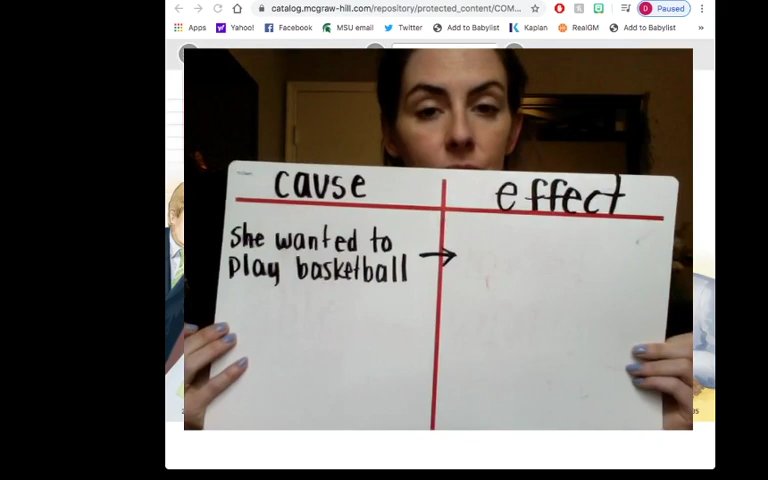 catalog.mcgraw-hill.com/repository/protected_content/COM...
Paused
Apps Yahoo! Facebook MSU email Twitter Add to Babylist Kaplan RealGM Add to Babylist »
cause effect
She wanted to →
play basketball